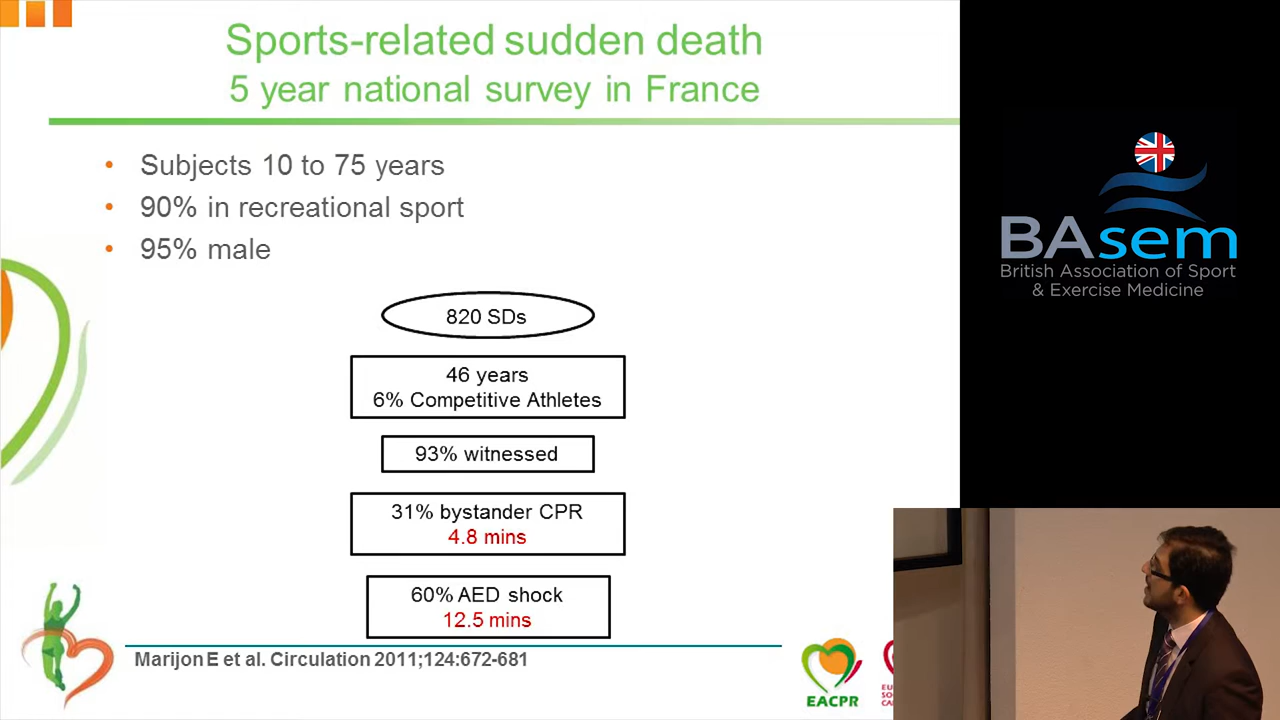 Sports-related sudden death
5 year national survey in France
• Subjects 10 to 75 years
• 90% in recreational sport
• 95% male
820 SDs
46 years
6% Competitive Athletes
93% witnessed
31% bystander CPR
4.8 mins
60% AED shock
12.5 mins
Marijon E et al. Circulation 2011;124:672-681
EACPR
BAsem
British Association of Sport
& Exercise Medicine